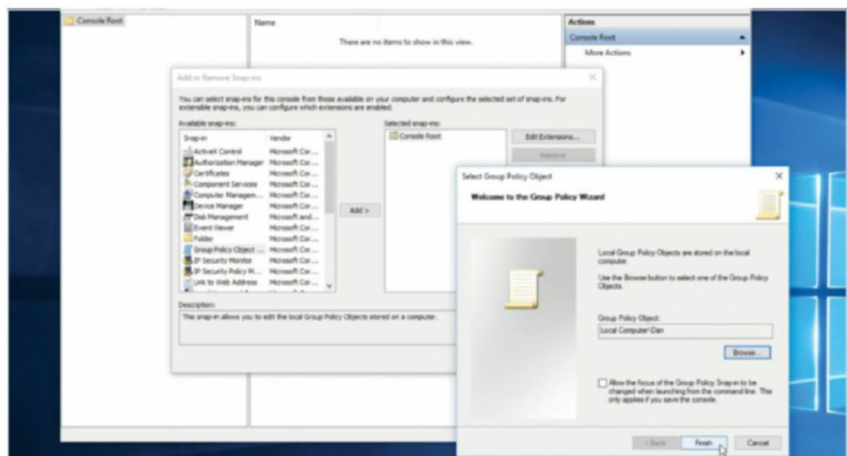 Console Root
Name
There are no items to show in this view.
Actions
Console Root
More Actions
Add or Remove Snap-ins
You can select snap-ins for this console from those available on your computer and configure the selected set of snap-ins. For
extensible snap-ins, you can configure which extensions are enabled.
Available snap-ins:
Snap-in Vendor
ActiveX Control Microsoft Cor...
Authorization Manager Microsoft Cor...
Certificates Microsoft Cor...
Component Services Microsoft Cor...
Computer Managem... Microsoft Cor...
Device Manager Microsoft Cor...
Disk Management Microsoft and...
Event Viewer Microsoft Cor...
Folder Microsoft Cor...
Group Policy Object ... Microsoft Cor...
IP Security Monitor Microsoft Cor...
IP Security Policy M... Microsoft Cor...
Link to Web Address Microsoft Cor...
Add >
Selected snap-ins:
Console Root
Edit Extensions...
Remove
Description:
This snap-in allows you to edit the local Group Policy Objects stored on a computer.
Select Group Policy Object
Welcome to the Group Policy Wizard
Local Group Policy Objects are stored on the local
computer.
Use the Browse button to select one of the Group Policy
Objects.
Group Policy Object:
Local Computer\Dan
Browse...
Allow the focus of the Group Policy Snap-in to be
changed when launching from the command line. This
only applies if you save the console.
< Back
Finish
Cancel